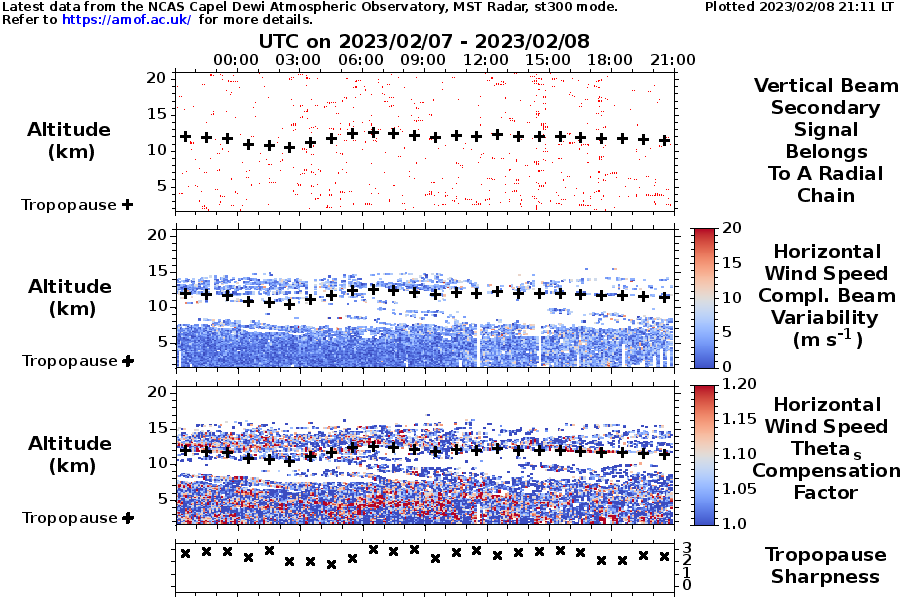 Latest data from the NCAS Capel Dewi Atmospheric Observatory, MST Radar, st300 mode.
Plotted 2023/02/08 21:11 LT
Refer to https://amof.ac.uk/ for more details.
UTC on 2023/02/07 - 2023/02/08
00:00 03:00 06:00 09:00 12:00 15:00 18:00 21:00
20
15
10
5
Altitude
(km)
Tropopause +
Vertical Beam
Secondary
Signal
Belongs
To A Radial
Chain
20
15
10
5
Altitude
(km)
Tropopause +
20
15
10
5
0
Horizontal
Wind Speed
Compl. Beam
Variability
(m s-1)
20
15
10
5
Altitude
(km)
Tropopause +
1.20
1.15
1.10
1.05
1.0
Horizontal
Wind Speed
Theta s
Compensation
Factor
3
2
1
0
Tropopause
Sharpness